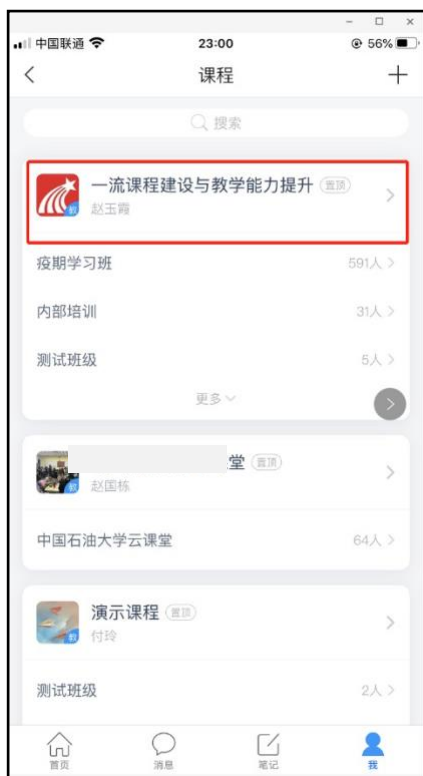 中国联通 23:00 56%
课程
搜索
一流课程建设与教学能力提升 置顶
教 赵玉霞
疫期学习班 591人
内部培训 31人
测试班级 5人
更多
堂 置顶
教 赵国栋
中国石油大学云课堂 64人
演示课程 置顶
教 付玲
测试班级 2人
首页 消息 笔记 我